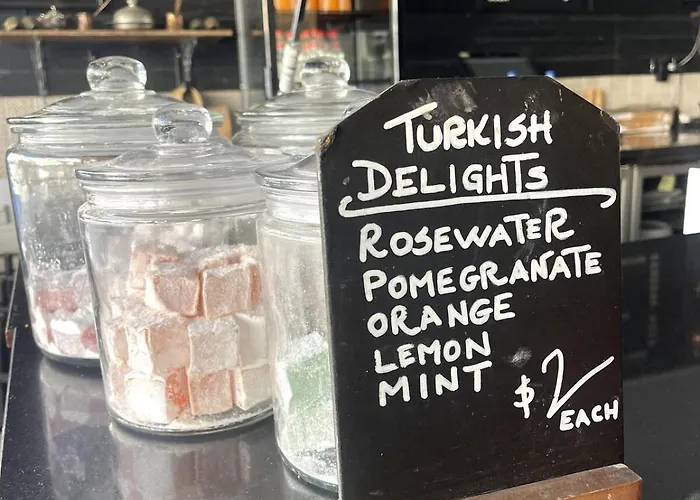 TURKISH
DELIGHTS
ROSEWATER
POMEGRANATE
ORANGE
LEMON
MINT
$2
EACH